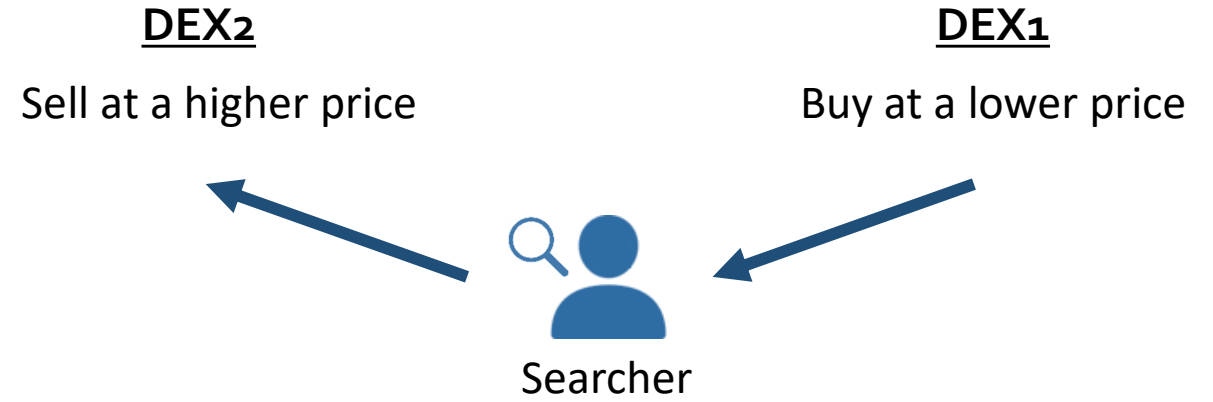 DEX2
Sell at a higher price
DEX1
Buy at a lower price
Searcher